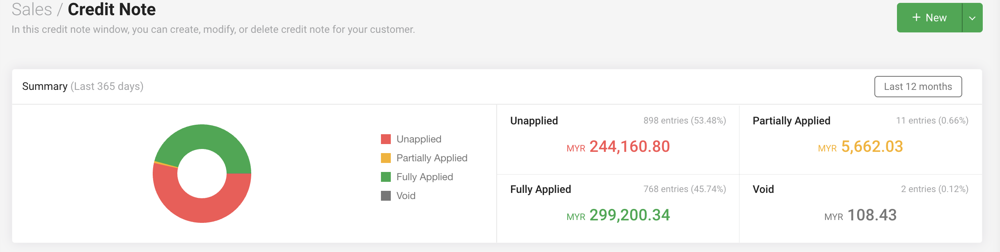 Sales / Credit Note
In this credit note window, you can create, modify, or delete credit note for your customer.
+ New
Summary (Last 365 days)
Last 12 months
Unapplied
Partially Applied
Fully Applied
Void
Unapplied 898 entries (53.48%)
MYR 244,160.80
Partially Applied 11 entries (0.66%)
MYR 5,662.03
Fully Applied 768 entries (45.74%)
MYR 299,200.34
Void 2 entries (0.12%)
MYR 108.43